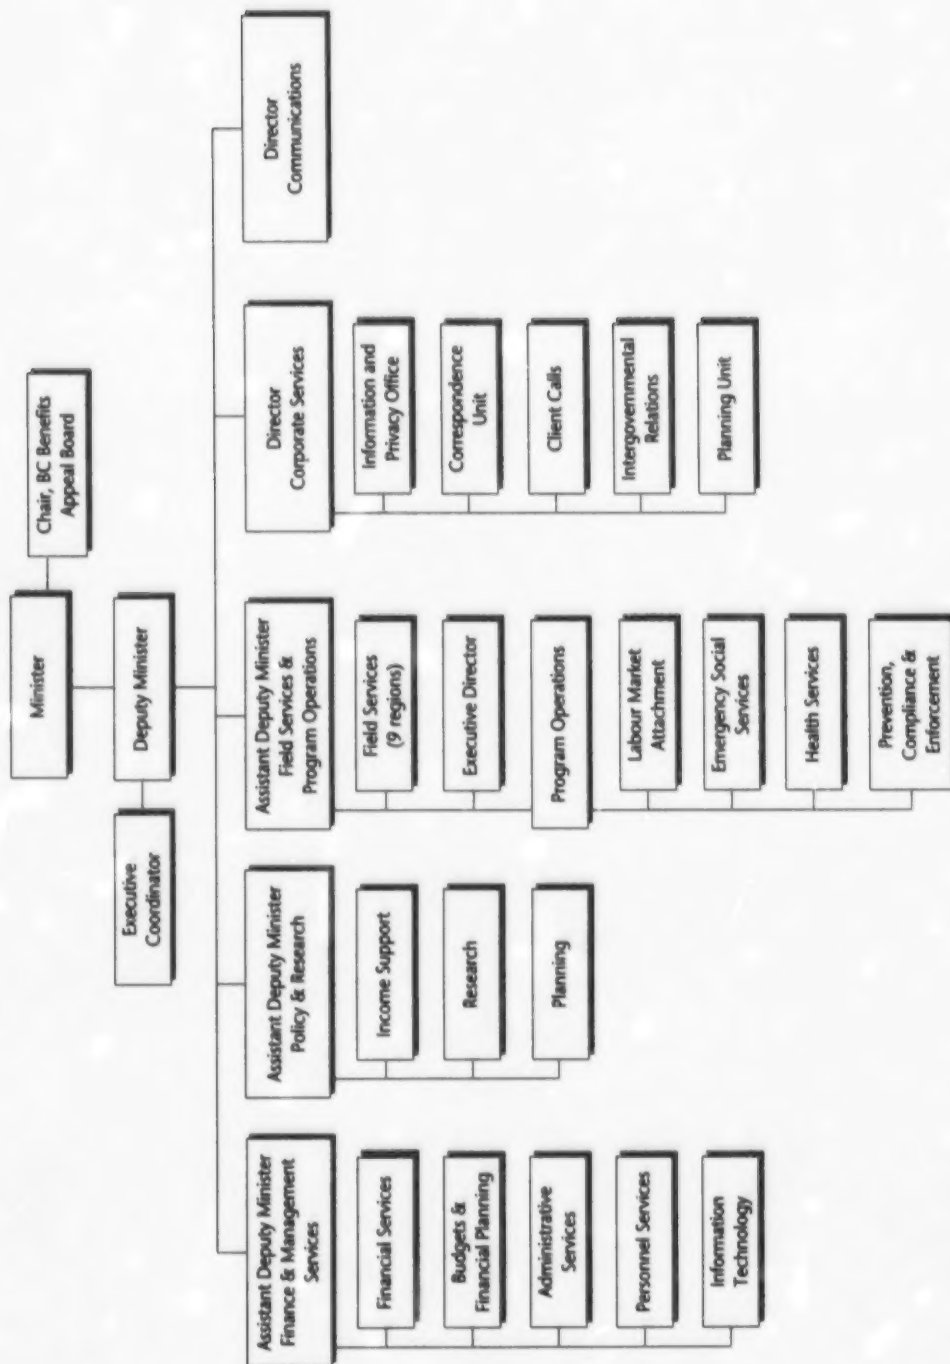 Minister
Chair, BC Benefits
Appeal Board
Deputy Minister
Executive
Coordinator
Assistant Deputy Minister
Finance & Management
Services
Financial Services
Budgets &
Financial Planning
Administrative
Services
Personnel Services
Information
Technology
Assistant Deputy Minister
Policy & Research
Income Support
Research
Planning
Assistant Deputy Minister
Field Services &
Program Operations
Field Services
(9 regions)
Executive Director
Program Operations
Labour Market
Attachment
Emergency Social
Services
Health Services
Prevention,
Compliance &
Enforcement
Director
Corporate Services
Information and
Privacy Office
Correspondence
Unit
Client Calls
Intergovernmental
Relations
Planning Unit
Director
Communications